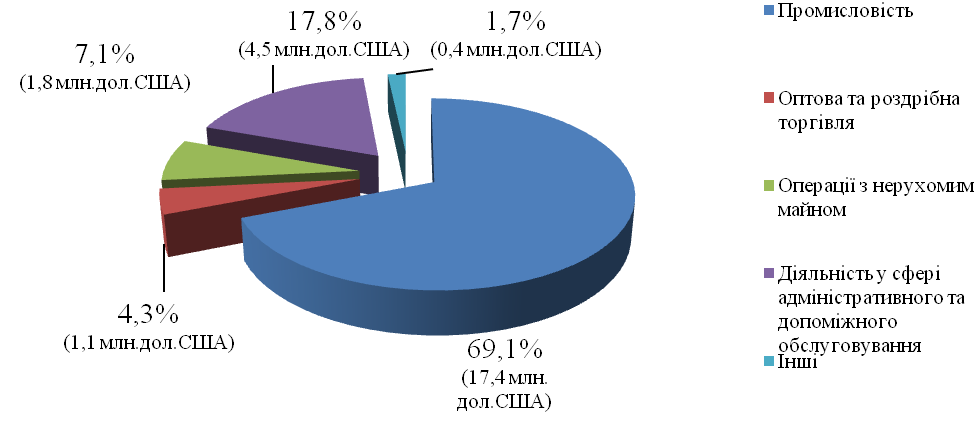 17,8%
(4,5 млн.дол.США)
1,7%
(0,4 млн.дол.США)
7,1%
(1,8 млн.дол.США)
4,3%
(1,1 млн.дол.США)
69,1%
(17,4 млн.
дол.США)
Промисловість
Оптова та роздрібна
торгівля
Операції з нерухомим
майном
Діяльність у сфері
адміністративного та
допоміжного
обслуговування
Інші